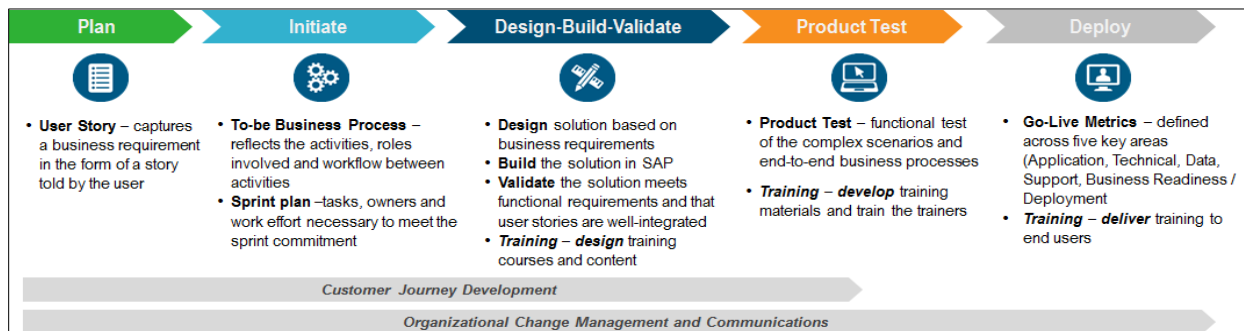 Plan
Initiate
Design-Build-Validate
Product Test
Deploy
• User Story – captures
a business requirement
in the form of a story
told by the user
• To-be Business Process –
reflects the activities, roles
involved and workflow between
activities
• Sprint plan –tasks, owners and
work effort necessary to meet the
sprint commitment
• Design solution based on
business requirements
• Build the solution in SAP
• Validate the solution meets
functional requirements and that
user stories are well-integrated
• Training – design training
courses and content
• Product Test – functional test
of the complex scenarios and
end-to-end business processes
• Training – develop training
materials and train the trainers
• Go-Live Metrics – defined
across five key areas
(Application, Technical, Data,
Support, Business Readiness /
Deployment
• Training – deliver training to
end users
Customer Journey Development
Organizational Change Management and Communications